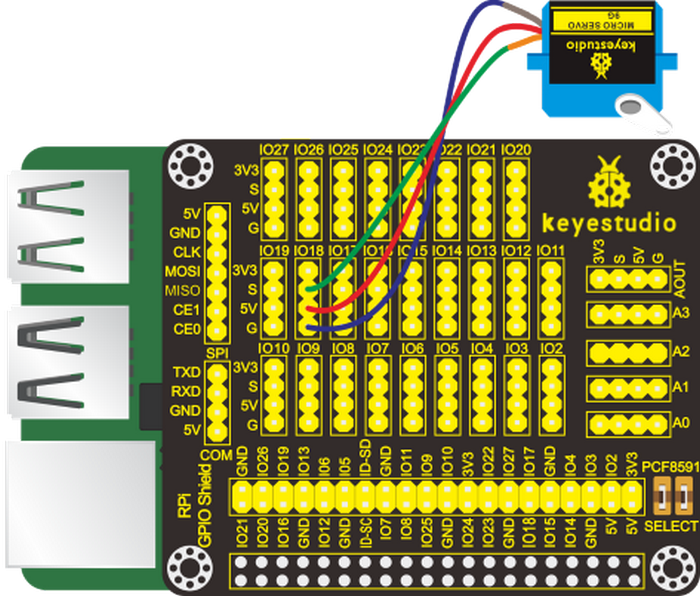 MICRO SERVO
9G
keyestudio
IO27 IO26 IO25 IO24 IO23 IO22 IO21 IO20
3V3
S
5V
G
keyestudio
5V
GND
CLK
MOSI
MISO
CE1
CE0
SPI
IO19 IO18 IO17 IO16 IO15 IO14 IO13 IO12 IO11
3V3
S
5V
G
3V3 S 5V G
AOUT
A3
A2
A1
A0
IO10 IO9 IO8 IO7 IO6 IO5 IO4 IO3 IO2
3V3
S
5V
G
TXD
RXD
GND
5V
COM
RPi
GPIO Shield
GND IO26 IO19 IO13 IO6 IO5 ID-SD GND IO11 IO9 IO10 3V3 IO22 IO27 IO17 GND IO4 IO3 IO2 3V3
IO21 IO20 IO16 GND IO12 GND ID-SC IO7 IO8 IO25 GND IO24 IO23 GND IO18 IO15 IO14 GND 5V 5V
PCF8591
SELECT